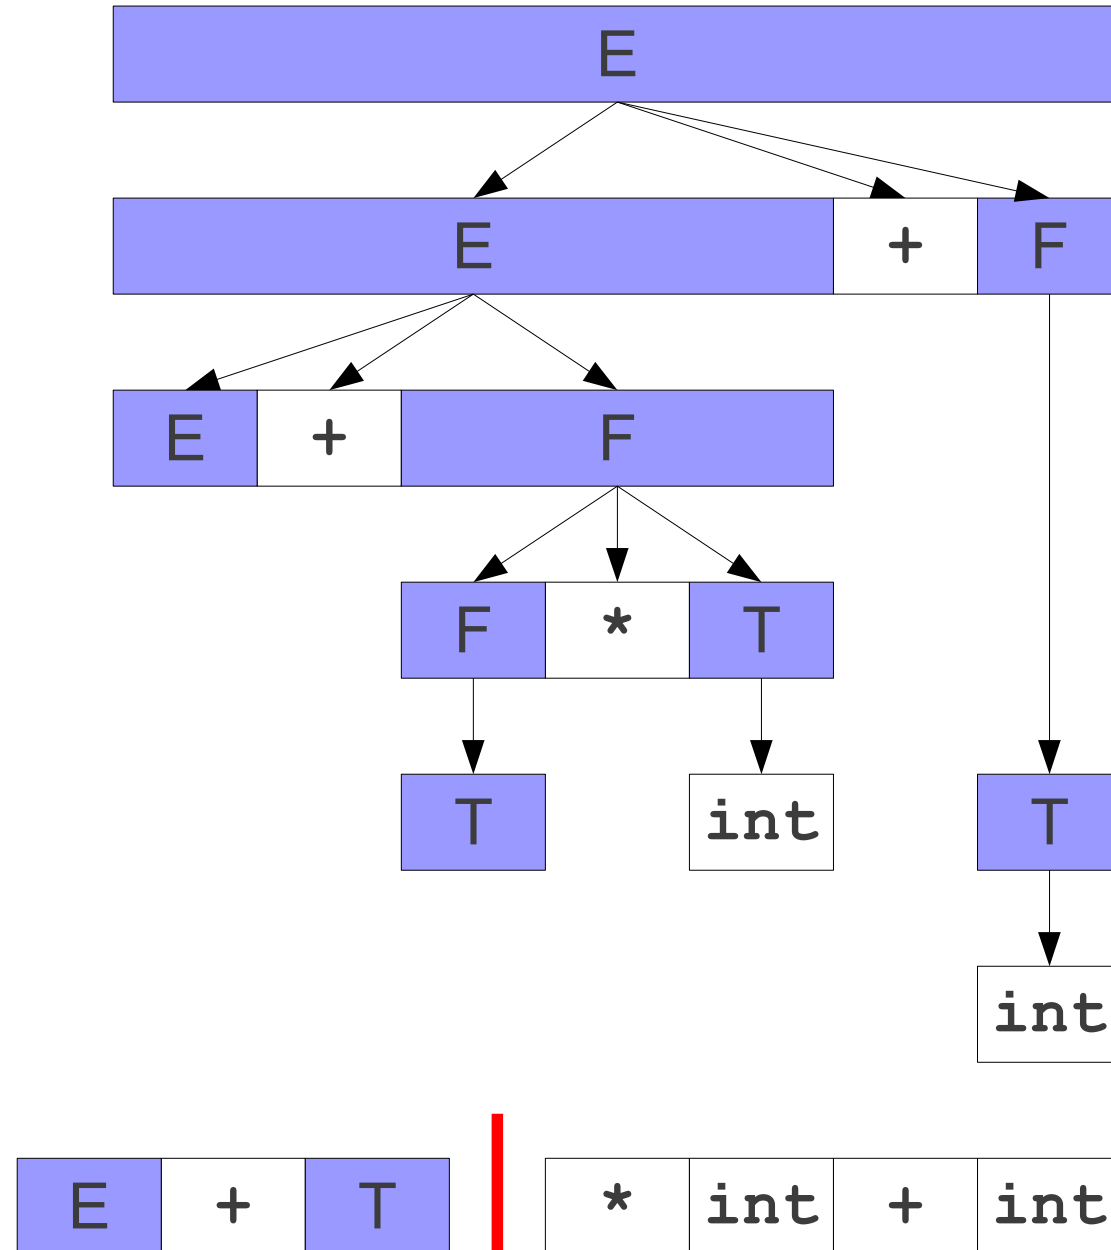 E
E + F
E + F
F * T
T int T
int
E + T * int + int